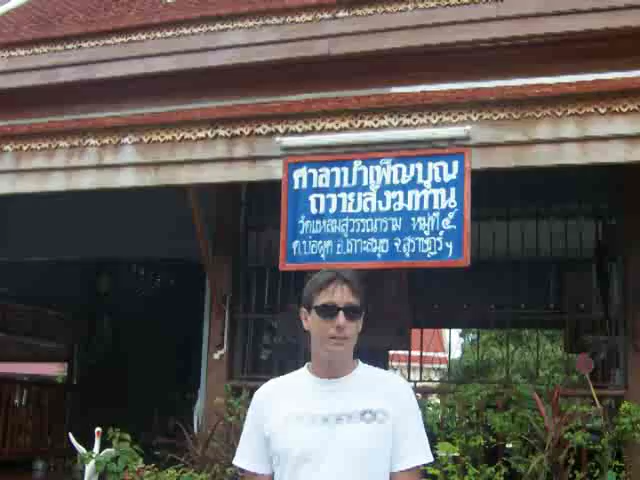 ศาลาบำเพ็ญบุญ
ถวายสังฆทาน
วัดแหลมสุวรรณาราม หมู่ที่ ๕
ต.บ่อผุด อ.เกาะสมุย จ.สุราษฎร์ฯ